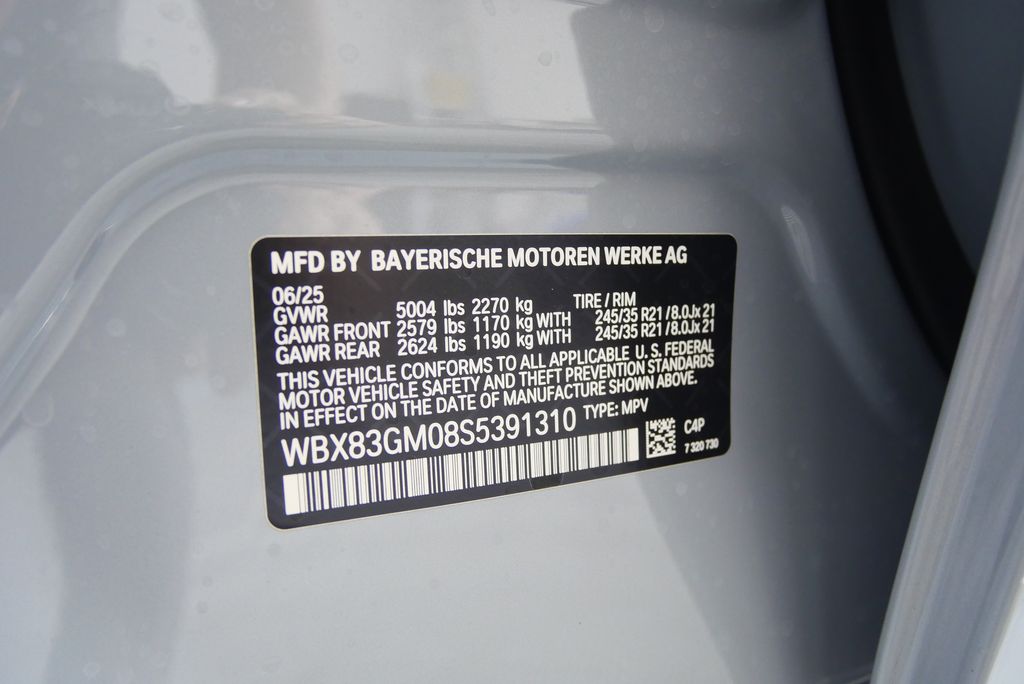 MFD BY BAYERISCHE MOTOREN WERKE AG
06/25
GVWR 5004 lbs 2270 kg TIRE / RIM
GAWR FRONT 2579 lbs 1170 kg WITH 245/35 R21 / 8.0Jx 21
GAWR REAR 2624 lbs 1190 kg WITH 245/35 R21 / 8.0Jx 21
THIS VEHICLE CONFORMS TO ALL APPLICABLE U. S. FEDERAL
MOTOR VEHICLE SAFETY AND THEFT PREVENTION STANDARDS
IN EFFECT ON THE DATE OF MANUFACTURE SHOWN ABOVE.
WBX83GM08S5391310 TYPE: MPV
C4P
7 320 730